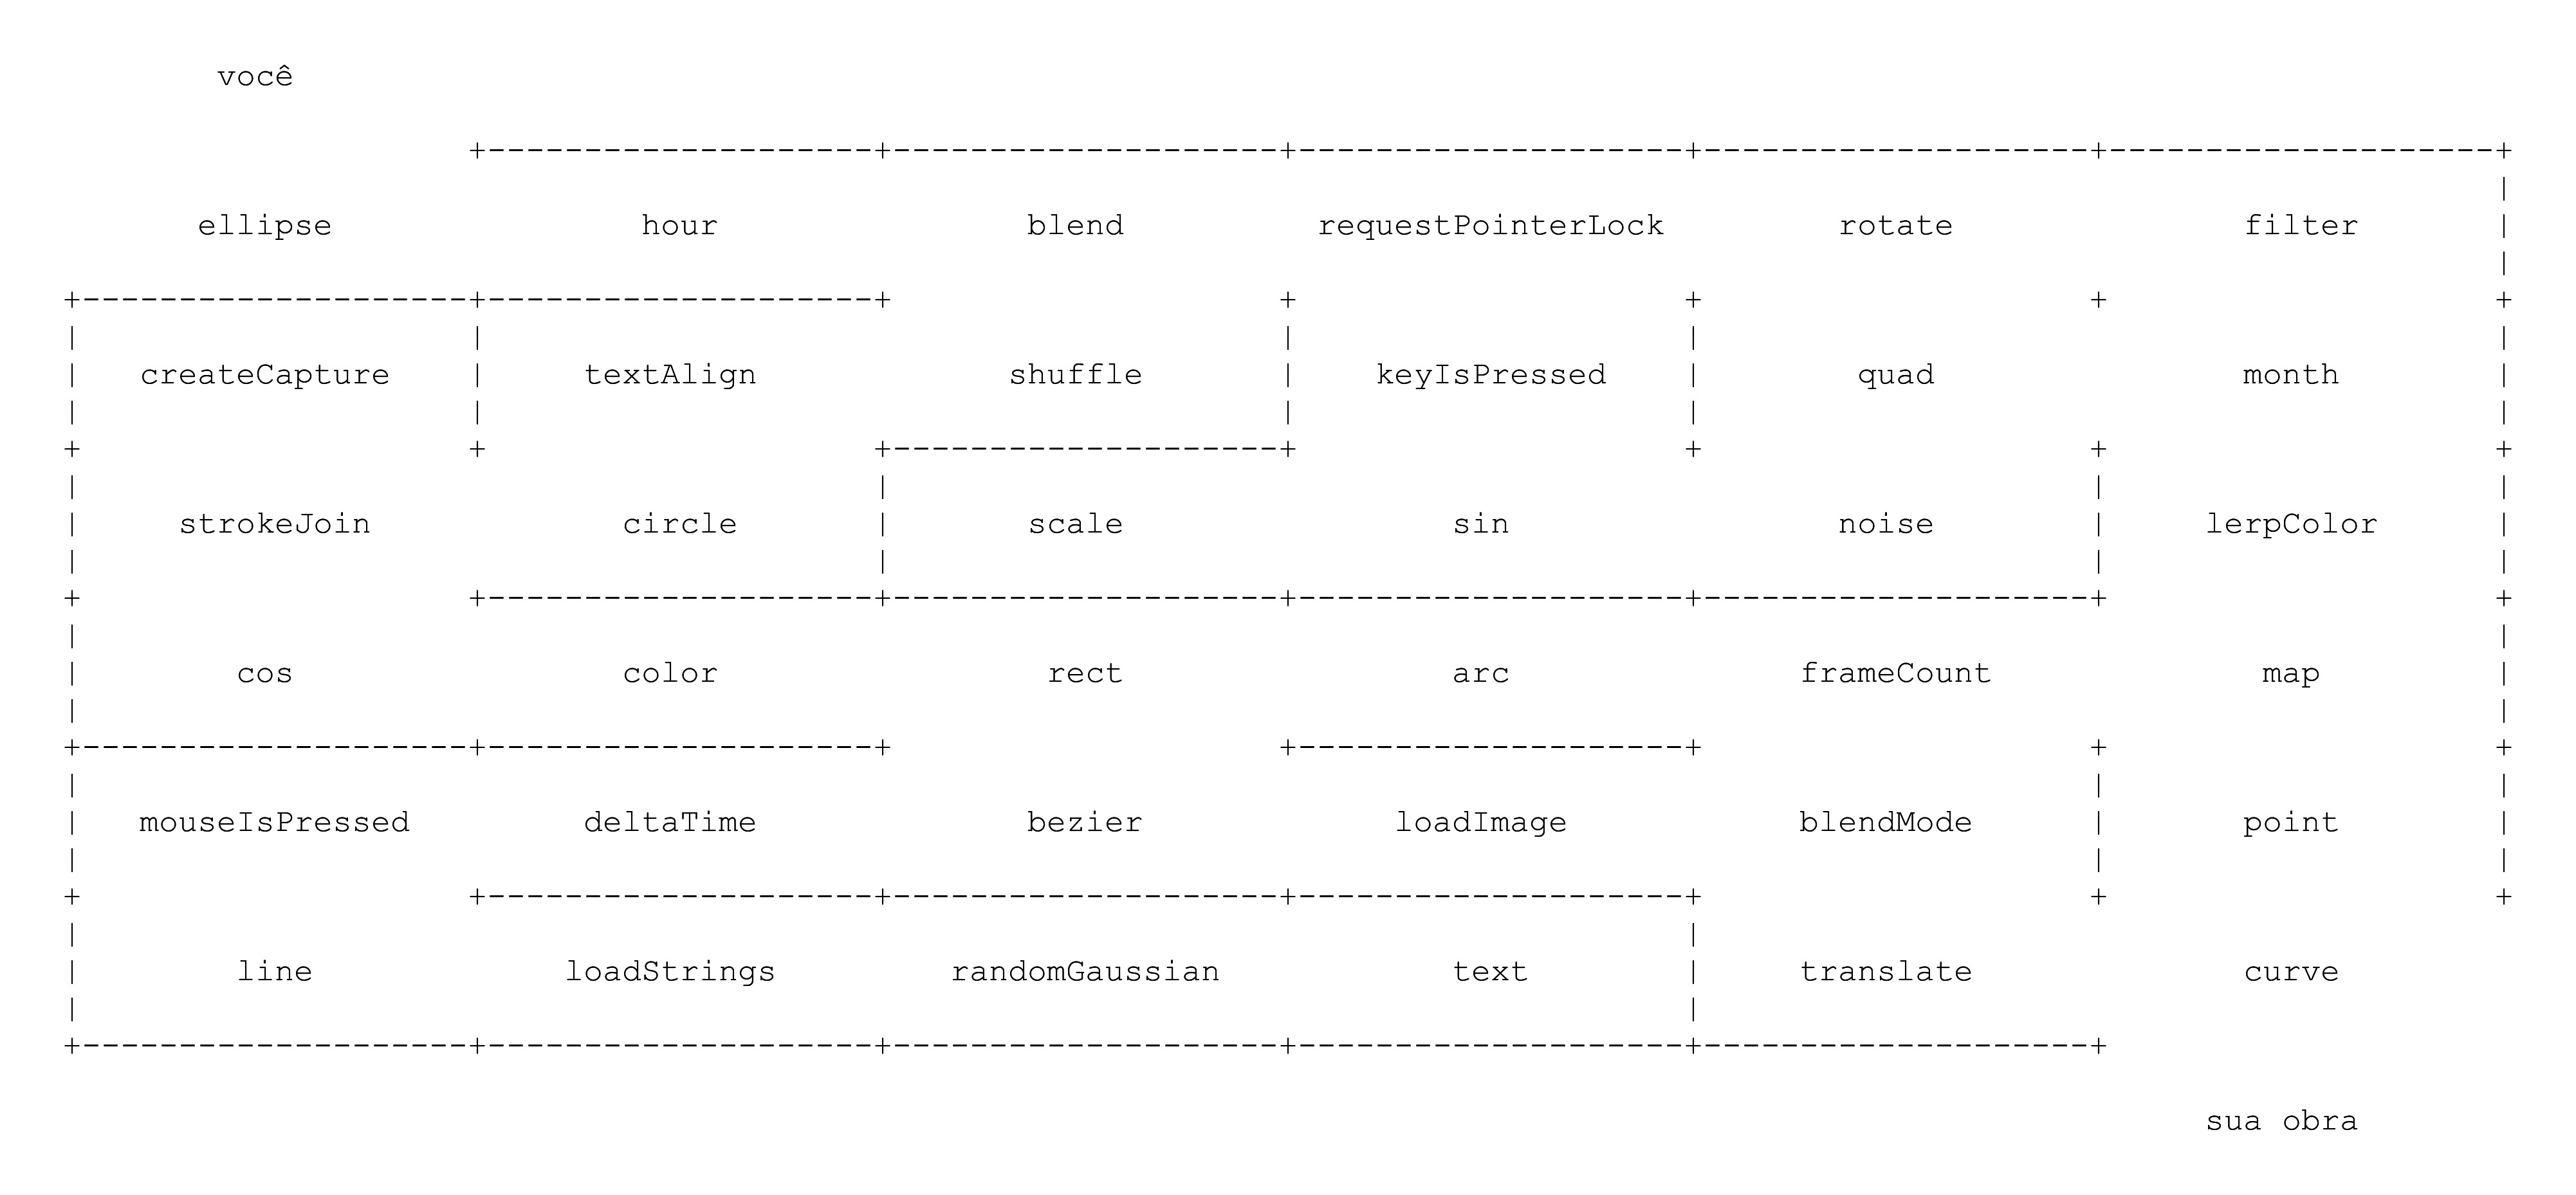 você
ellipse hour blend requestPointerLock rotate filter
createCapture textAlign shuffle keyIsPressed quad month
strokeJoin circle scale sin noise lerpColor
cos color rect arc frameCount map
mouseIsPressed deltaTime bezier loadImage blendMode point
line loadStrings randomGaussian text translate curve
sua obra